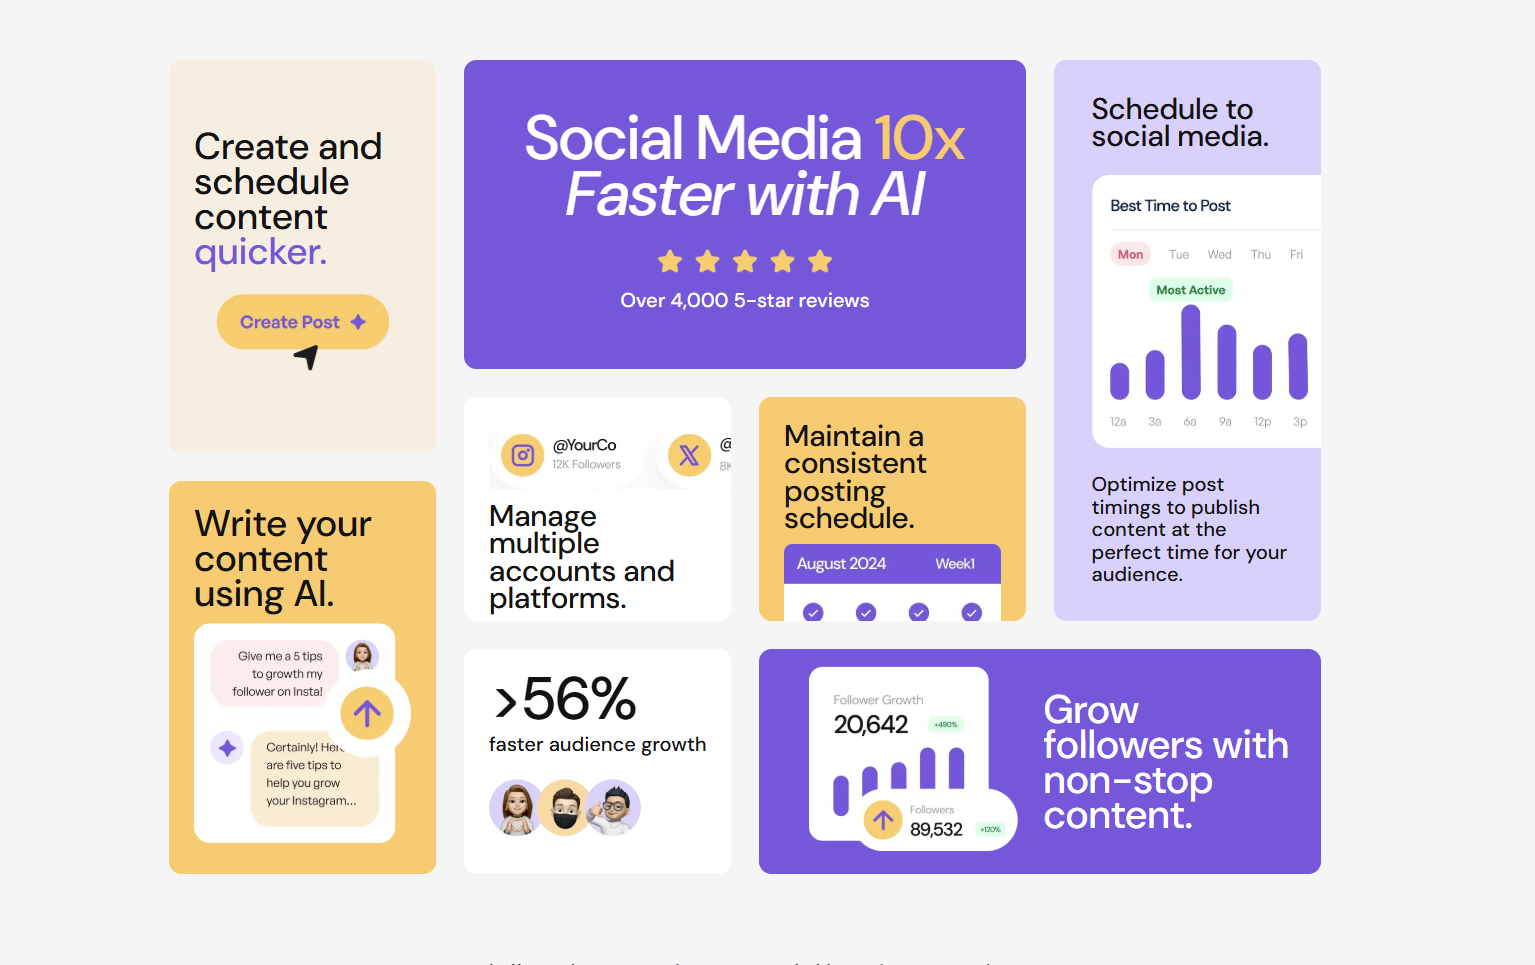 Create and
schedule
content
quicker.
Create Post
Social Media 10x
Faster with AI
Over 4,000 5-star reviews
Schedule to
social media.
Best Time to Post
Mon Tue Wed Thu Fri
Most Active
12a 3a 6a 9a 12p 3p
Optimize post
timings to publish
content at the
perfect time for your
audience.
@YourCo @
12K Followers 8K
Manage
multiple
accounts and
platforms.
Maintain a
consistent
posting
schedule.
August 2024 Week1
Write your
content
using AI.
Give me a 5 tips
to growth my
follower on Insta!
Certainly! Here
are five tips to
help you grow
your Instagram...
>56%
faster audience growth
Follower Growth
20,642 +490%
Followers
89,532 +120%
Grow
followers with
non-stop
content.